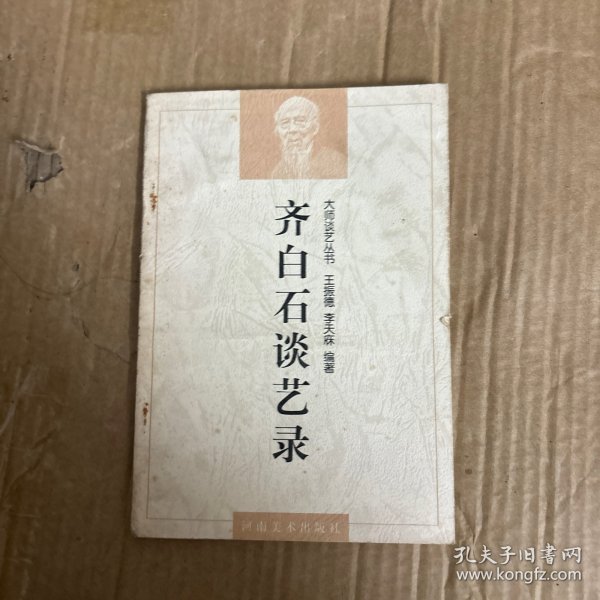 大师谈艺丛书 王振德 李天庥 编著
齐白石谈艺录
河南美术出版社
孔夫子旧书网
www.kongfz.com